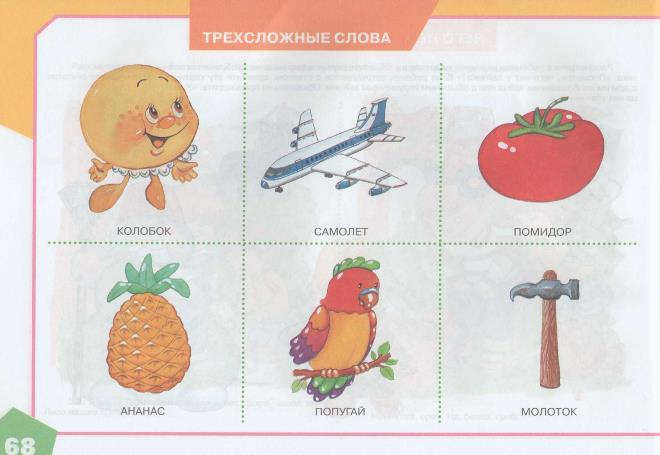 ТРЕХСЛОЖНЫЕ СЛОВА
КОЛОБОК
САМОЛЕТ
ПОМИДОР
АНАНАС
ПОПУГАЙ
МОЛОТОК
68